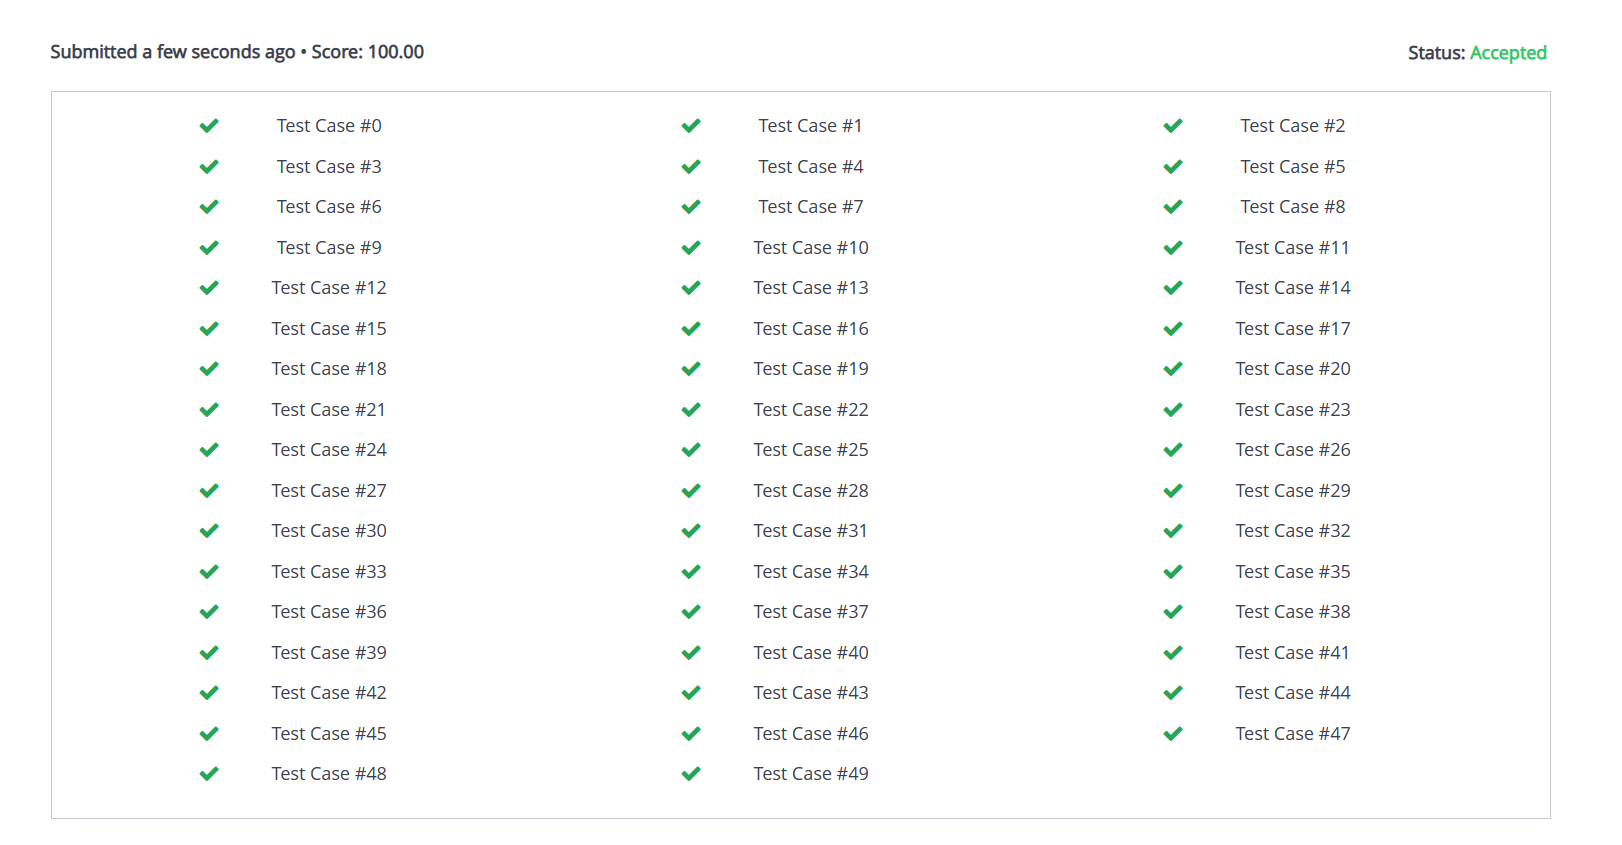 Submitted a few seconds ago • Score: 100.00 Status: Accepted
Test Case #0 Test Case #1 Test Case #2
Test Case #3 Test Case #4 Test Case #5
Test Case #6 Test Case #7 Test Case #8
Test Case #9 Test Case #10 Test Case #11
Test Case #12 Test Case #13 Test Case #14
Test Case #15 Test Case #16 Test Case #17
Test Case #18 Test Case #19 Test Case #20
Test Case #21 Test Case #22 Test Case #23
Test Case #24 Test Case #25 Test Case #26
Test Case #27 Test Case #28 Test Case #29
Test Case #30 Test Case #31 Test Case #32
Test Case #33 Test Case #34 Test Case #35
Test Case #36 Test Case #37 Test Case #38
Test Case #39 Test Case #40 Test Case #41
Test Case #42 Test Case #43 Test Case #44
Test Case #45 Test Case #46 Test Case #47
Test Case #48 Test Case #49